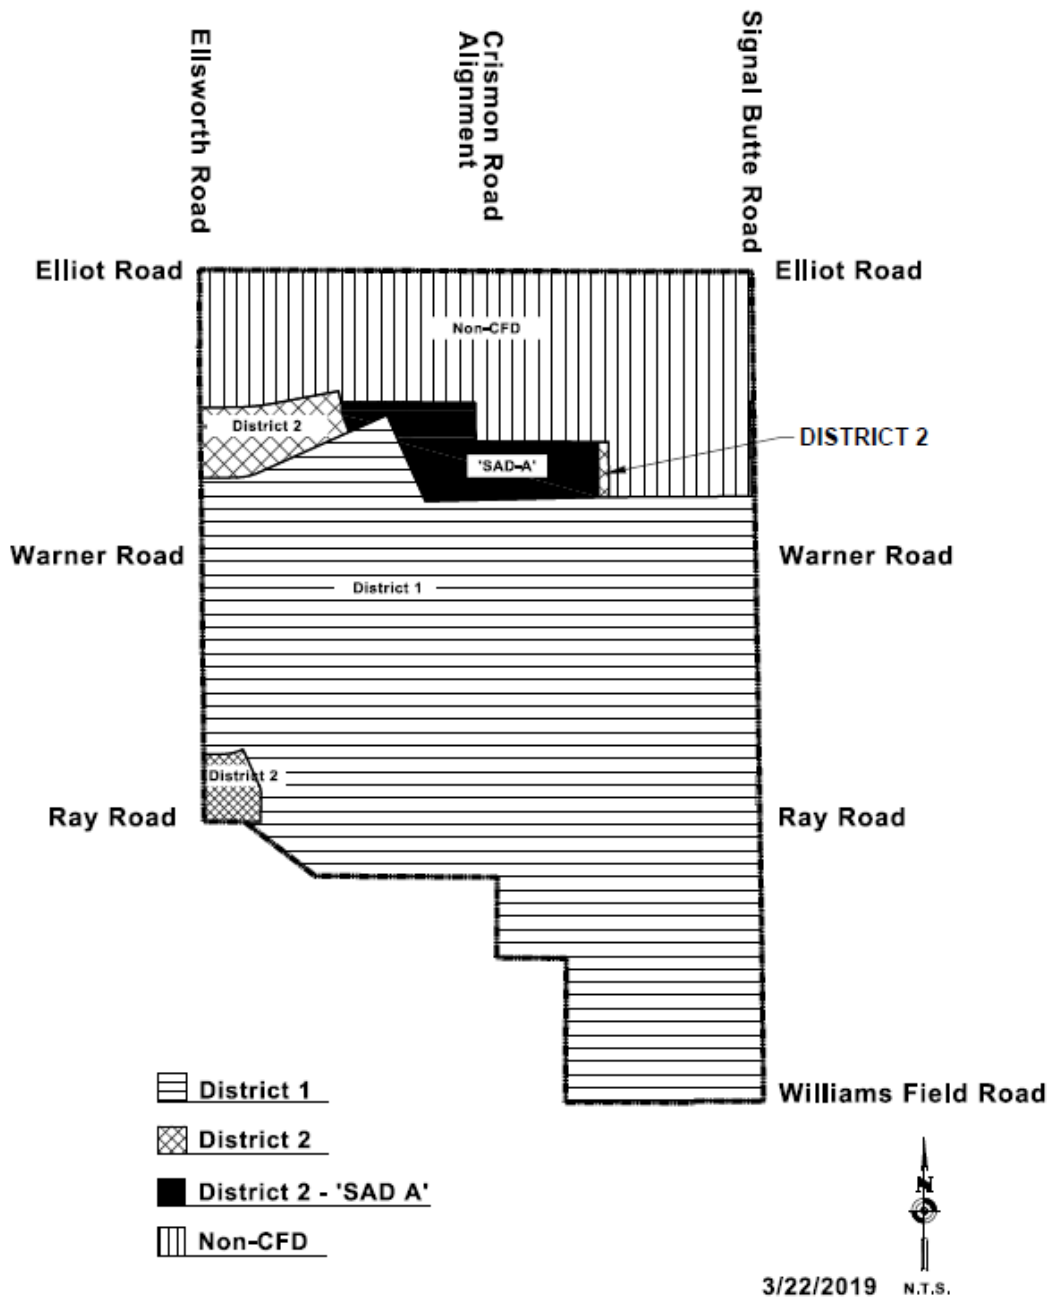 Ellsworth Road
Crismon Road
Alignment
Signal Butte Road
Elliot Road
Elliot Road
Non-CFD
District 2
DISTRICT 2
'SAD-A'
Warner Road
Warner Road
District 1
District 2
Ray Road
Ray Road
Williams Field Road
District 1
District 2
District 2 - 'SAD A'
Non-CFD
N
3/22/2019
N.T.S.